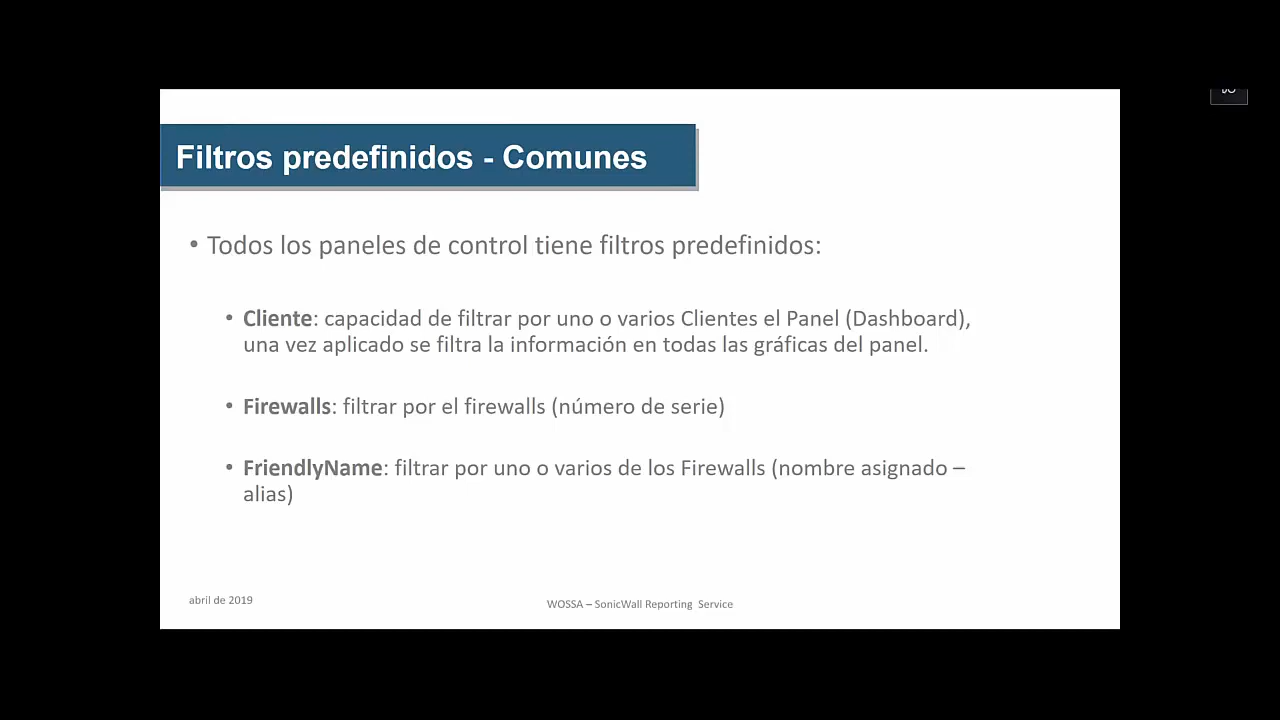 Filtros predefinidos - Comunes
• Todos los paneles de control tiene filtros predefinidos:
• Cliente: capacidad de filtrar por uno o varios Clientes el Panel (Dashboard),
una vez aplicado se filtra la información en todas las gráficas del panel.
• Firewalls: filtrar por el firewalls (número de serie)
• FriendlyName: filtrar por uno o varios de los Firewalls (nombre asignado –
alias)
abril de 2019
WOSSA – SonicWall Reporting Service